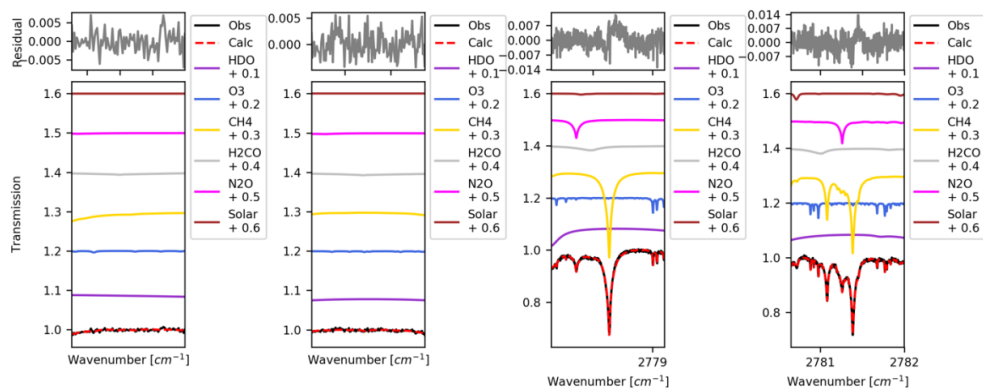 Residual
0.005
0.000
−0.005
Obs
Calc
HDO
+ 0.1
O3
+ 0.2
CH4
+ 0.3
H2CO
+ 0.4
N2O
+ 0.5
Solar
+ 0.6
Transmission
1.6
1.5
1.4
1.3
1.2
1.1
1.0
Wavenumber [cm⁻¹]
0.005
0.000
Obs
Calc
HDO
+ 0.1
O3
+ 0.2
CH4
+ 0.3
H2CO
+ 0.4
N2O
+ 0.5
Solar
+ 0.6
1.6
1.5
1.4
1.3
1.2
1.1
1.0
Wavenumber [cm⁻¹]
0.007
0.000
−0.007
−0.014
Obs
Calc
HDO
+ 0.1
O3
+ 0.2
CH4
+ 0.3
H2CO
+ 0.4
N2O
+ 0.5
Solar
+ 0.6
1.6
1.4
1.2
1.0
0.8
2779
Wavenumber [cm⁻¹]
0.014
0.007
0.000
−0.007
−0.014
Obs
Calc
HDO
+ 0.1
O3
+ 0.2
CH4
+ 0.3
H2CO
+ 0.4
N2O
+ 0.5
Solar
+ 0.6
1.6
1.4
1.2
1.0
0.8
2781
2782
Wavenumber [cm⁻¹]